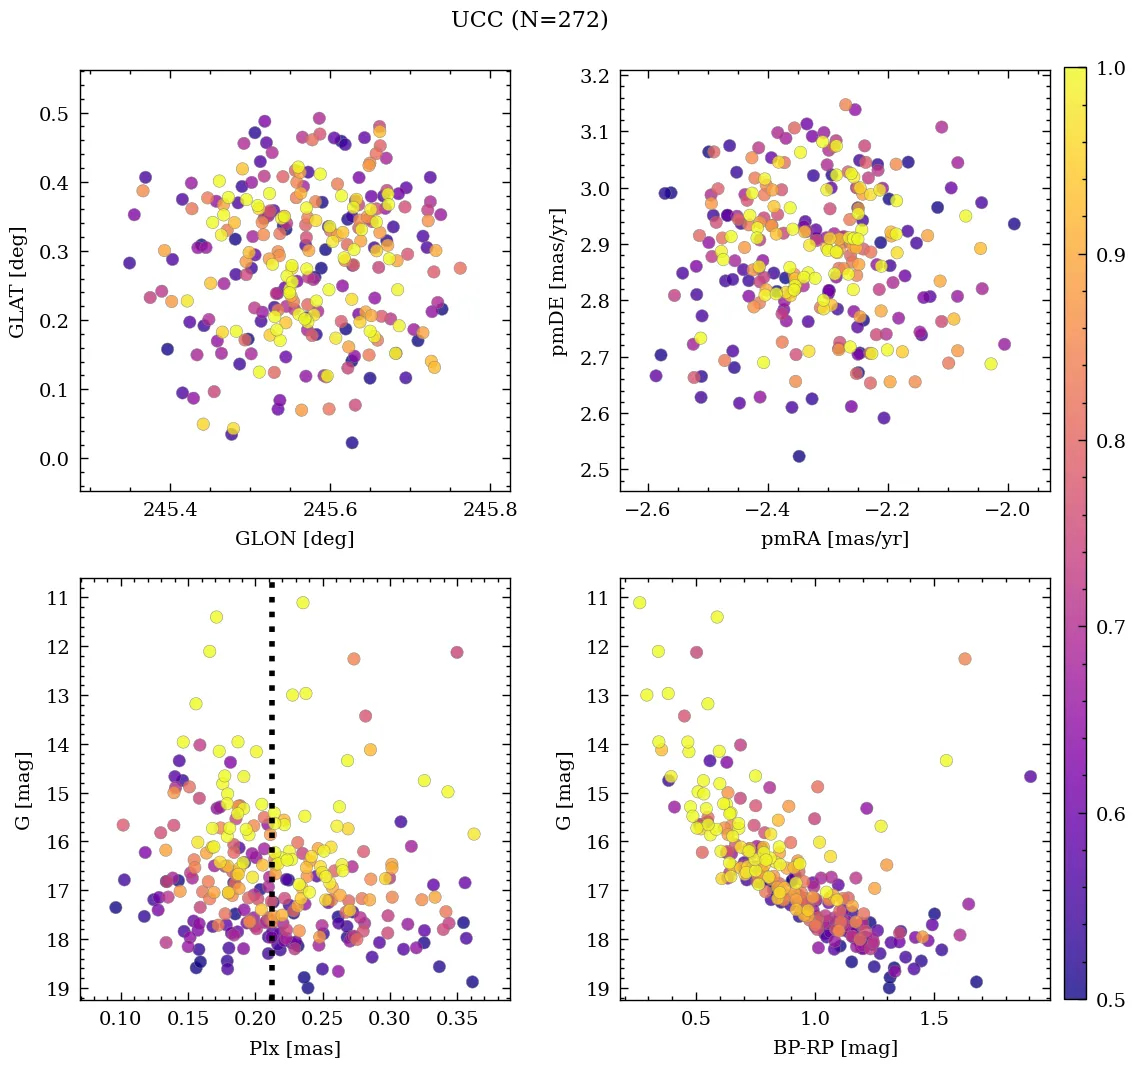 UCC (N=272)
0.5
0.4
0.3
0.2
0.1
0.0
GLAT [deg]
245.4 245.6 245.8
GLON [deg]
3.2
3.1
3.0
2.9
2.8
2.7
2.6
2.5
pmDE [mas/yr]
−2.6 −2.4 −2.2 −2.0
pmRA [mas/yr]
11
12
13
14
15
16
17
18
19
G [mag]
0.10 0.15 0.20 0.25 0.30 0.35
Plx [mas]
11
12
13
14
15
16
17
18
19
G [mag]
0.5 1.0 1.5
BP-RP [mag]
1.0
0.9
0.8
0.7
0.6
0.5